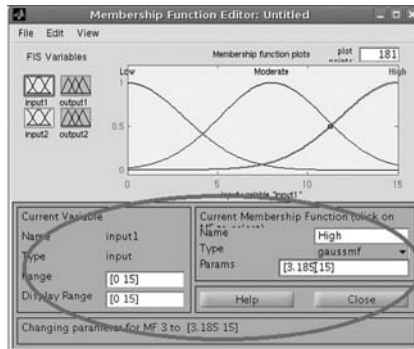 Membership Function Editor: Untitled
File Edit View
FIS Variables
Membership function plots
plot points: 181
input1 output1
input2 output2
Low Moderate High
1
0.5
0
0 5 10 15
input variable "input1"
Current Variable
Name input1
Type input
Range [0 15]
Display Range [0 15]
Current Membership Function (click on
MF to select)
Name High
Type gaussmf
Params [3.185 15]
Help Close
Changing parameter for MF 3 to [3.185 15]